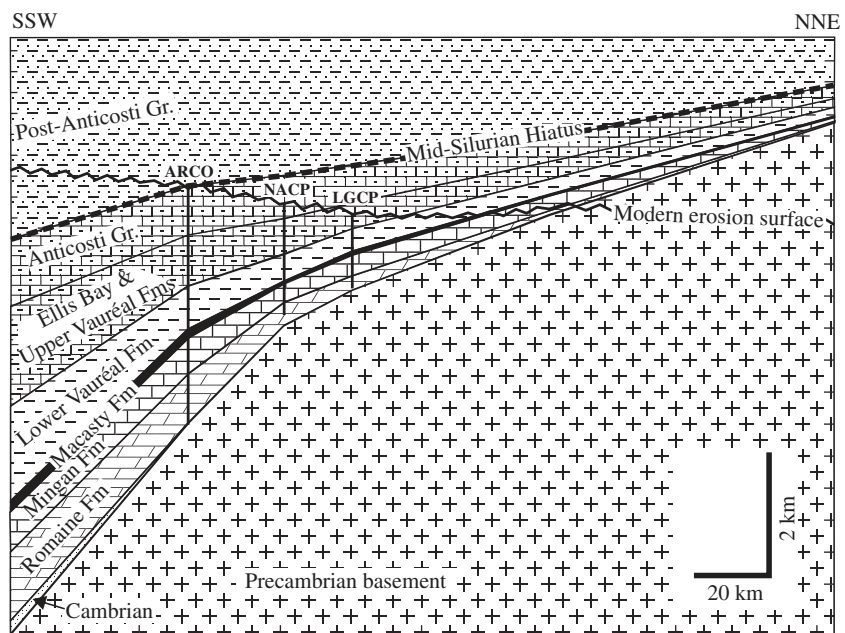 SSW
NNE
Post-Anticosti Gr.
Mid-Silurian Hiatus
ARCO
NACP
LGCP
Modern erosion surface
Anticosti Gr.
Ellis Bay &
Upper Vauréal Fms
Lower Vauréal Fm
Macasty Fm
Mingan Fm
Romaine Fm
Precambrian basement
Cambrian
2 km
20 km